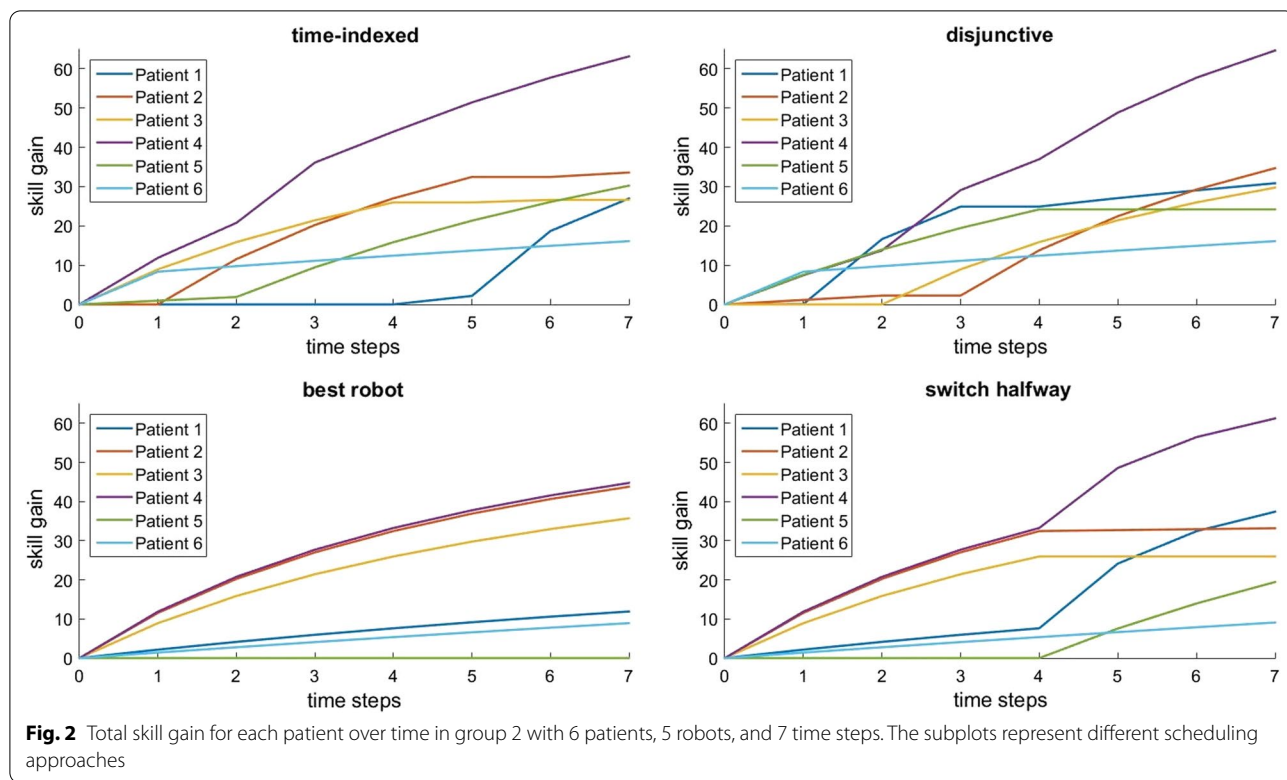 time-indexed
60
50
40
30
20
10
0
skill gain
Patient 1
Patient 2
Patient 3
Patient 4
Patient 5
Patient 6
0 1 2 3 4 5 6 7
time steps
disjunctive
60
50
40
30
20
10
0
skill gain
Patient 1
Patient 2
Patient 3
Patient 4
Patient 5
Patient 6
0 1 2 3 4 5 6 7
time steps
best robot
60
50
40
30
20
10
0
skill gain
Patient 1
Patient 2
Patient 3
Patient 4
Patient 5
Patient 6
0 1 2 3 4 5 6 7
time steps
switch halfway
60
50
40
30
20
10
0
skill gain
Patient 1
Patient 2
Patient 3
Patient 4
Patient 5
Patient 6
0 1 2 3 4 5 6 7
time steps
Fig. 2 Total skill gain for each patient over time in group 2 with 6 patients, 5 robots, and 7 time steps. The subplots represent different scheduling
approaches